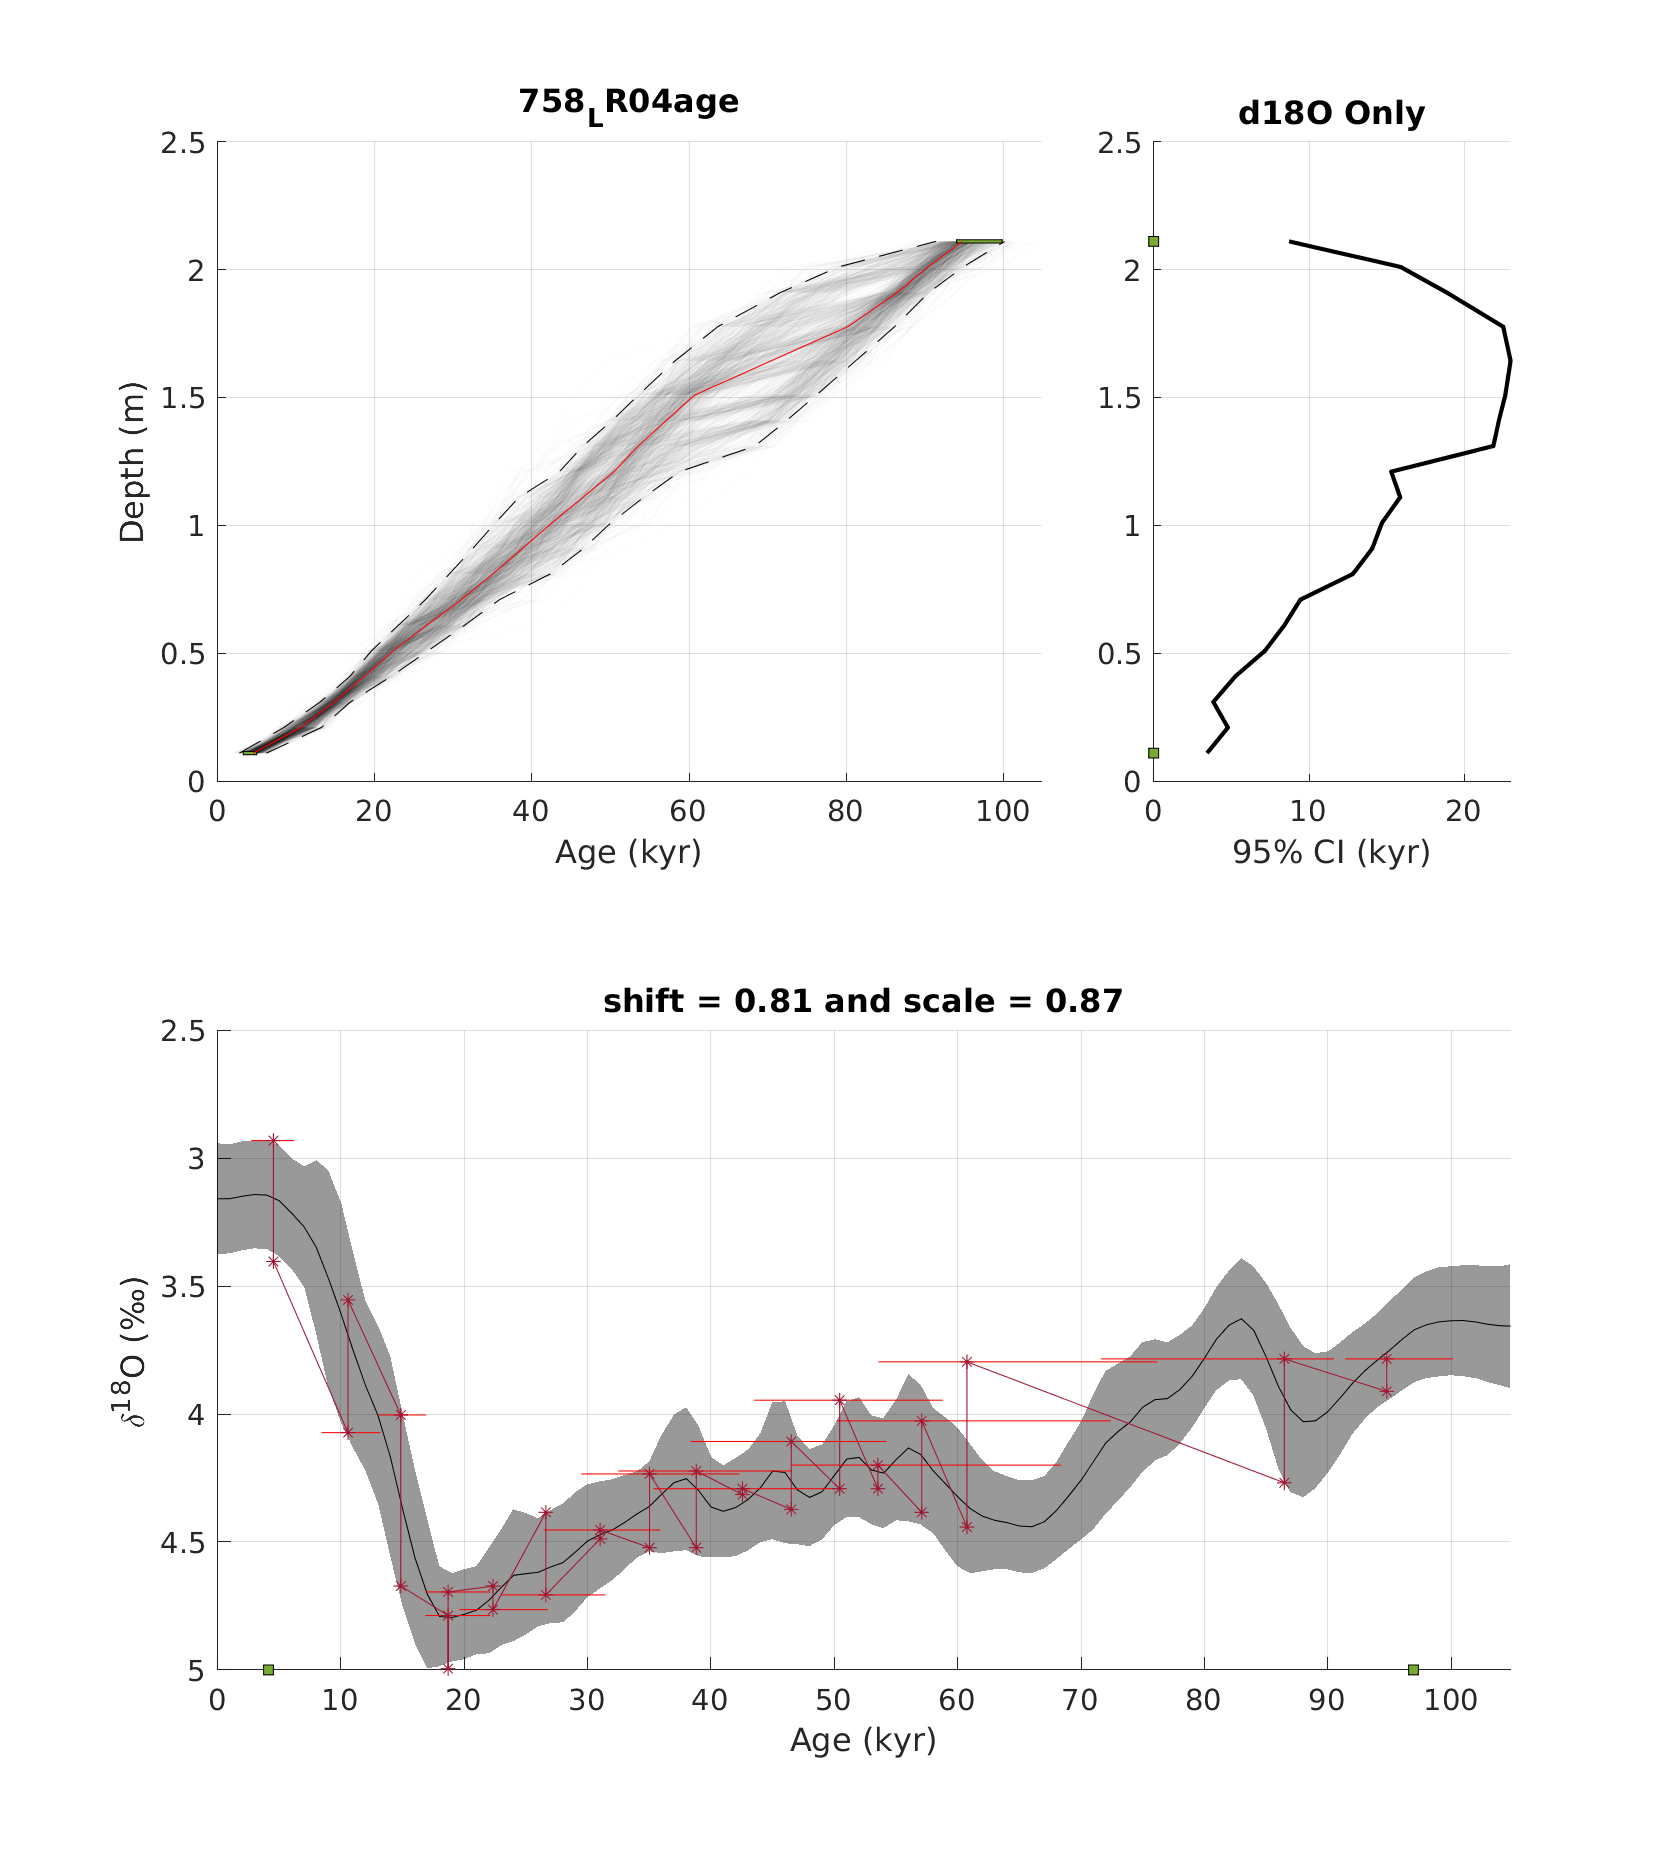 758LR04age
d18O Only
2.5
2
1.5
1
0.5
0
Depth (m)
0 20 40 60 80 100
Age (kyr)
2.5
2
1.5
1
0.5
0
0 10 20
95% CI (kyr)
shift = 0.81 and scale = 0.87
2.5
3
3.5
4
4.5
5
δ18O (‰)
0 10 20 30 40 50 60 70 80 90 100
Age (kyr)